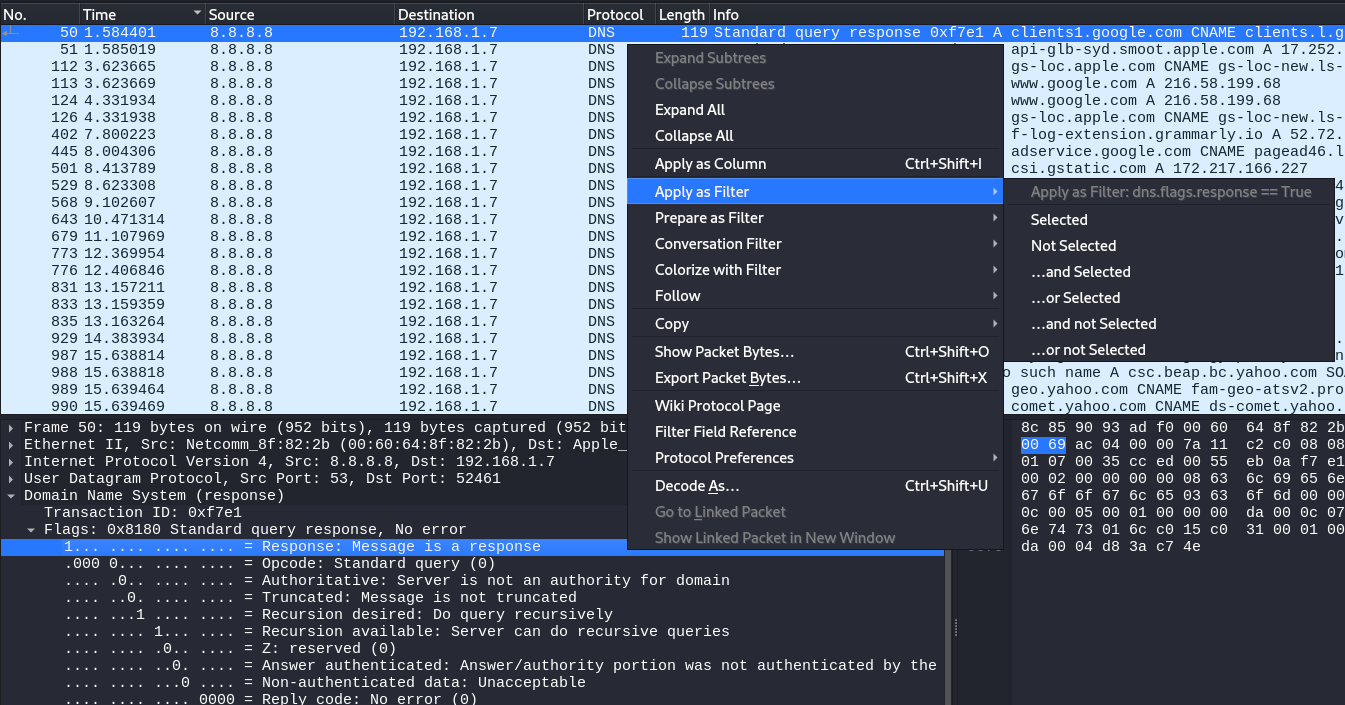 No. Time Source Destination Protocol Length Info
50 1.584401 8.8.8.8 192.168.1.7 DNS 119 Standard query response 0xf7e1 A clients1.google.com CNAME clients.l.g
51 1.585019 8.8.8.8 192.168.1.7 DNS api-glb-syd.smoot.apple.com A 17.252.
112 3.623665 8.8.8.8 192.168.1.7 DNS gs-loc.apple.com CNAME gs-loc-new.ls-
113 3.623669 8.8.8.8 192.168.1.7 DNS www.google.com A 216.58.199.68
124 4.331934 8.8.8.8 192.168.1.7 DNS www.google.com A 216.58.199.68
126 4.331938 8.8.8.8 192.168.1.7 DNS gs-loc.apple.com CNAME gs-loc-new.ls-
402 7.800223 8.8.8.8 192.168.1.7 DNS f-log-extension.grammarly.io A 52.72.
445 8.004306 8.8.8.8 192.168.1.7 DNS adservice.google.com CNAME pagead46.l
501 8.413789 8.8.8.8 192.168.1.7 DNS csi.gstatic.com A 172.217.166.227
529 8.623308 8.8.8.8 192.168.1.7 DNS
568 9.102607 8.8.8.8 192.168.1.7 DNS
643 10.471314 8.8.8.8 192.168.1.7 DNS
679 11.107969 8.8.8.8 192.168.1.7 DNS
773 12.369954 8.8.8.8 192.168.1.7 DNS
776 12.406846 8.8.8.8 192.168.1.7 DNS
831 13.157211 8.8.8.8 192.168.1.7 DNS
833 13.159359 8.8.8.8 192.168.1.7 DNS
835 13.163264 8.8.8.8 192.168.1.7 DNS
929 14.383934 8.8.8.8 192.168.1.7 DNS
987 15.638814 8.8.8.8 192.168.1.7 DNS
988 15.638818 8.8.8.8 192.168.1.7 DNS o such name A csc.beap.bc.yahoo.com SO
989 15.639464 8.8.8.8 192.168.1.7 DNS geo.yahoo.com CNAME fam-geo-atsv2.pro
990 15.639469 8.8.8.8 192.168.1.7 DNS comet.yahoo.com CNAME ds-comet.yahoo.
Expand Subtrees
Collapse Subtrees
Expand All
Collapse All
Apply as Column Ctrl+Shift+I
Apply as Filter
Prepare as Filter
Conversation Filter
Colorize with Filter
Follow
Copy
Show Packet Bytes... Ctrl+Shift+O
Export Packet Bytes... Ctrl+Shift+X
Wiki Protocol Page
Filter Field Reference
Protocol Preferences
Decode As... Ctrl+Shift+U
Go to Linked Packet
Show Linked Packet in New Window
Apply as Filter: dns.flags.response == True
Selected
Not Selected
...and Selected
...or Selected
...and not Selected
...or not Selected
Frame 50: 119 bytes on wire (952 bits), 119 bytes captured (952 bit
Ethernet II, Src: Netcomm_8f:82:2b (00:60:64:8f:82:2b), Dst: Apple_
Internet Protocol Version 4, Src: 8.8.8.8, Dst: 192.168.1.7
User Datagram Protocol, Src Port: 53, Dst Port: 52461
Domain Name System (response)
Transaction ID: 0xf7e1
Flags: 0x8180 Standard query response, No error
1... .... .... .... = Response: Message is a response
.000 0... .... .... = Opcode: Standard query (0)
.... .0.. .... .... = Authoritative: Server is not an authority for domain
.... ..0. .... .... = Truncated: Message is not truncated
.... ...1 .... .... = Recursion desired: Do query recursively
.... .... 1... .... = Recursion available: Server can do recursive queries
.... .... .0.. .... = Z: reserved (0)
.... .... ..0. .... = Answer authenticated: Answer/authority portion was not authenticated by the
.... .... ...0 .... = Non-authenticated data: Unacceptable
.... .... .... 0000 = Reply code: No error (0)
8c 85 90 93 ad f0 00 60 64 8f 82 2b
00 69 ac 04 00 00 7a 11 c2 c0 08 08
01 07 00 35 cc ed 00 55 eb 0a f7 e1
00 02 00 00 00 00 08 63 6c 69 65 6e
67 6f 6f 67 6c 65 03 63 6f 6d 00 00
0c 00 05 00 01 00 00 00 da 00 0c 07
6e 74 73 01 6c c0 15 c0 31 00 01 00
da 00 04 d8 3a c7 4e